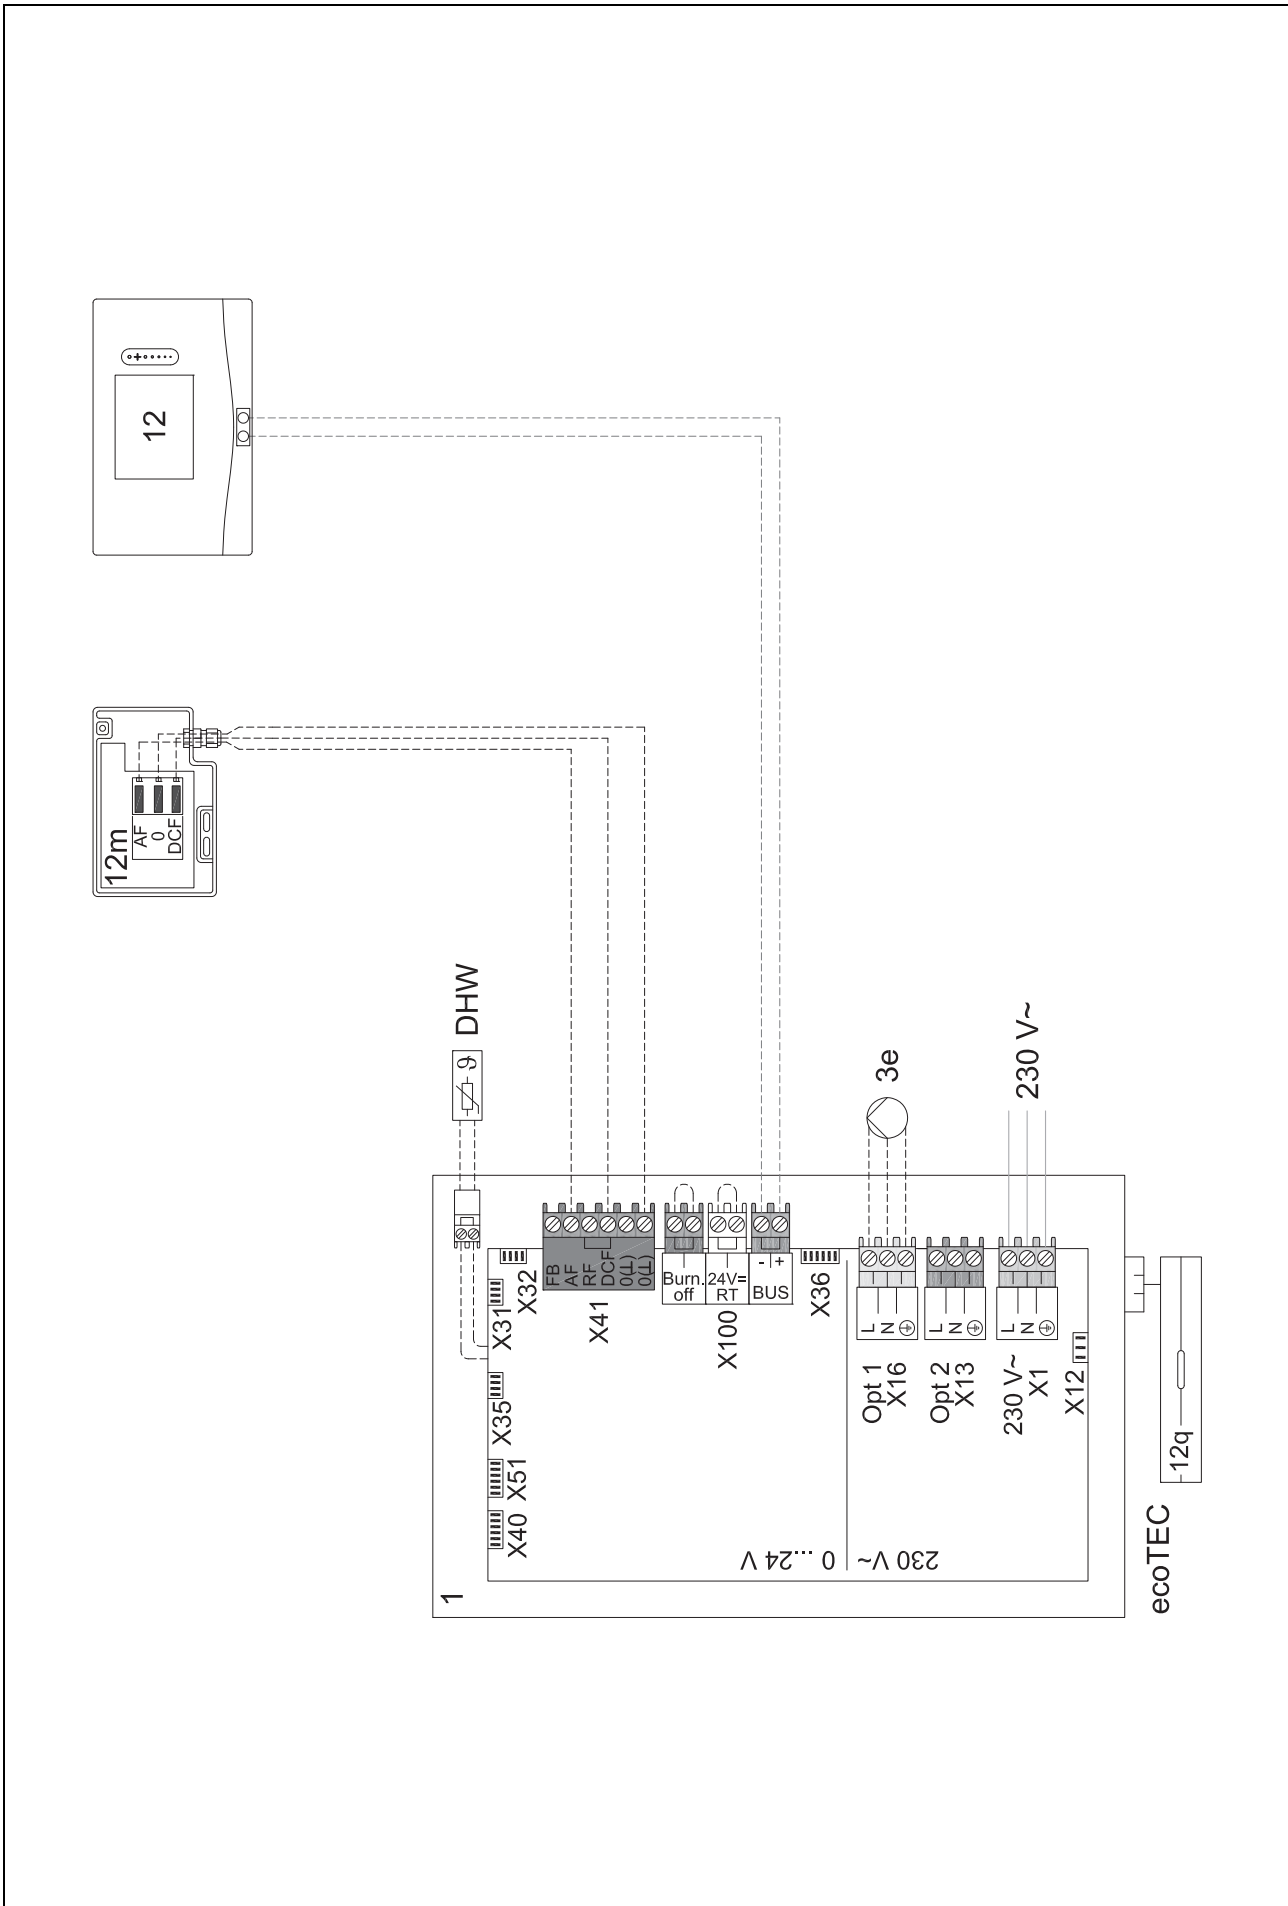 12
12m
AF
0
DCF
DHW
ϑ
3e
230 V~
1
X40
X51
X35
X31
X32
FB
AF
RF
DCF
0(⊥)
0(⊥)
X41
Burn.
off
24V=
RT
X100
- +
BUS
X36
L
N
Opt 1
X16
L
N
Opt 2
X13
L
N
230 V~
X1
X12
0 ...24 V
230 V~
12q
ecoTEC